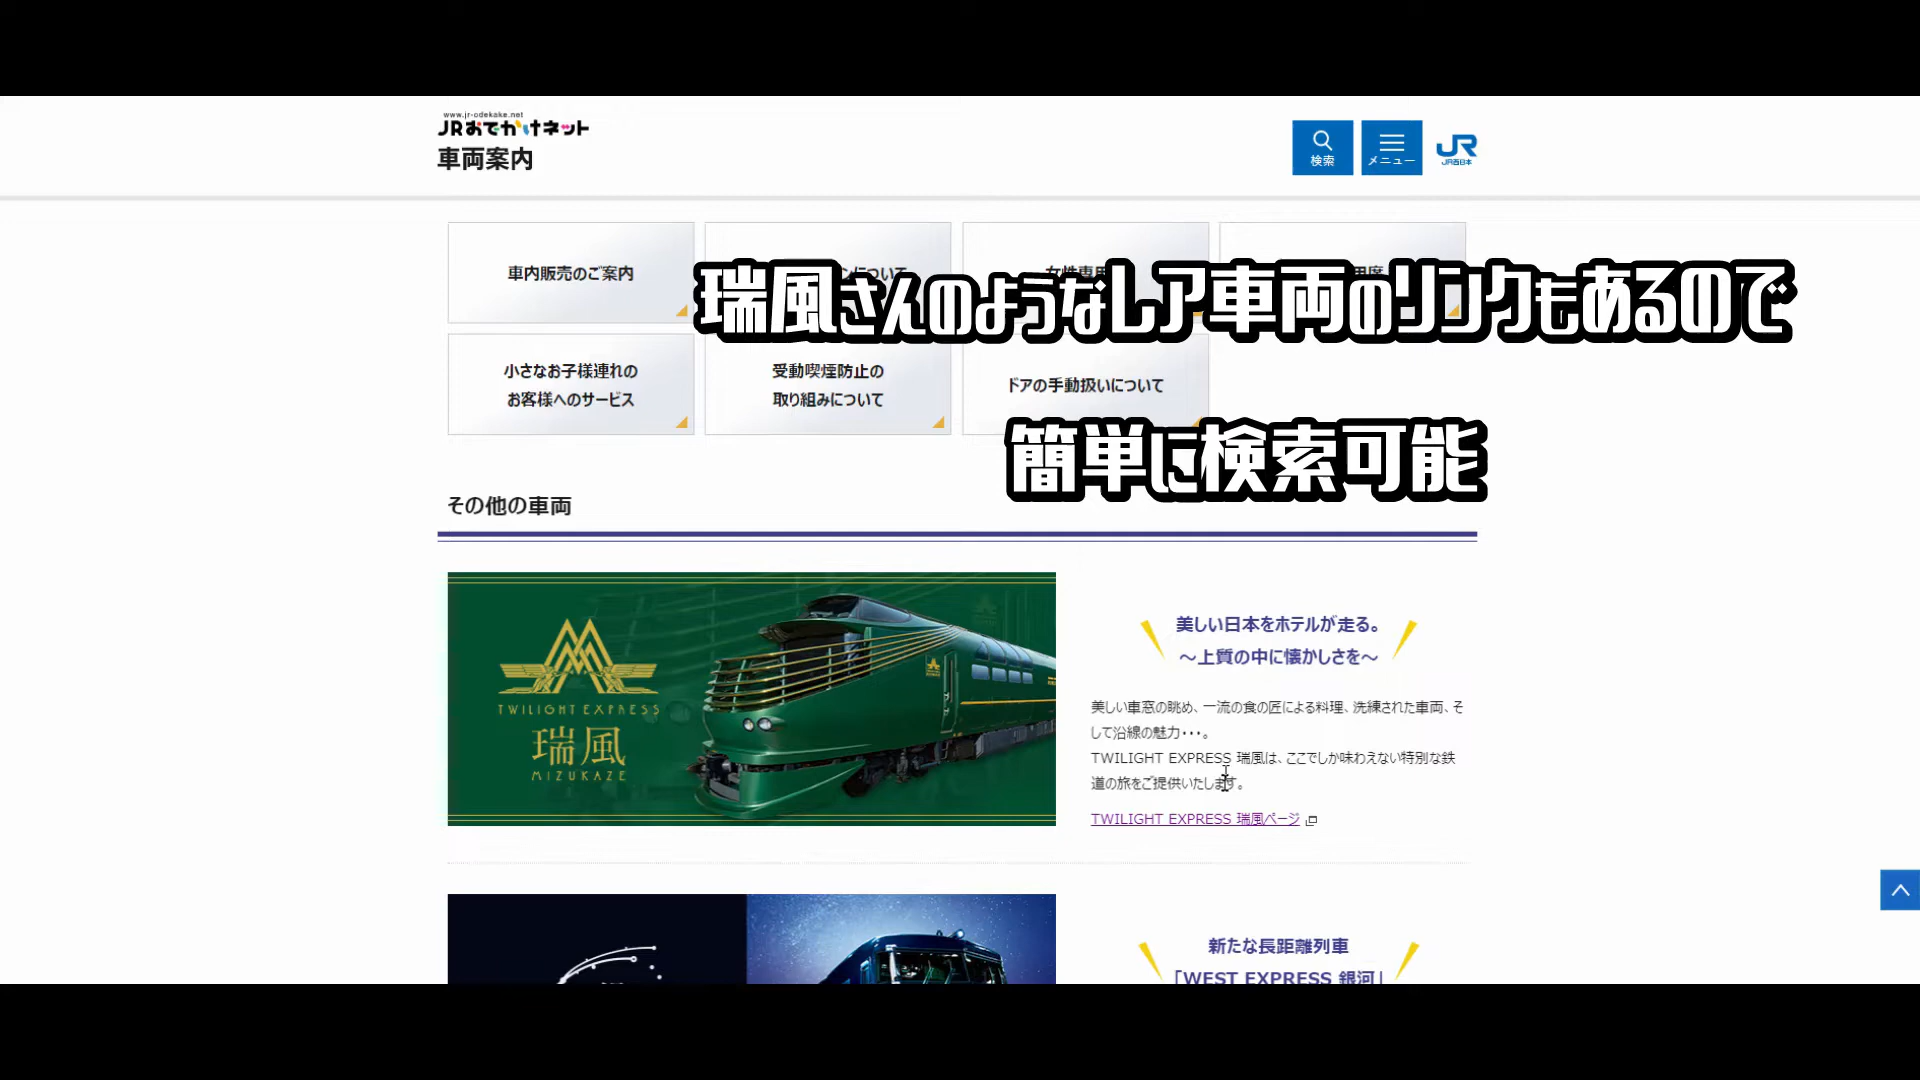 www.jr-odekake.net
JRおでかけネット
車両案内
検索
メニュー
JR
JR西日本
車内販売のご案内
瑞風さんのようなレア車両のリンクもあるので
小さなお子様連れの
お客様へのサービス
受動喫煙防止の
取り組みについて
ドアの手動扱いについて
簡単に検索可能
その他の車両
TWILIGHT EXPRESS
瑞風
MIZUKAZE
美しい日本をホテルが走る。
～上質の中に懐かしさを～
美しい車窓の眺め、一流の食の匠による料理、洗練された車両、そ
して沿線の魅力・・・。
TWILIGHT EXPRESS 瑞風は、ここでしか味わえない特別な鉄
道の旅をご提供いたします。
TWILIGHT EXPRESS 瑞風ページ
新たな長距離列車
「WEST EXPRESS 銀河」